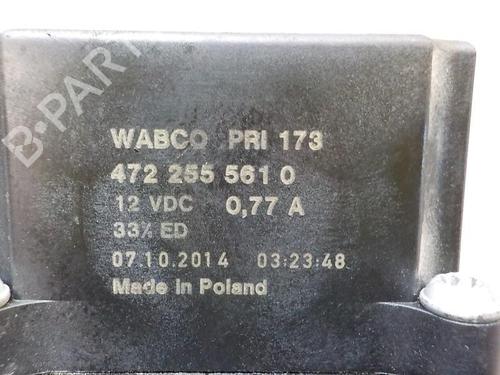 B-PARTS
WABCO PRI 173
472 255 561 0
12 VDC 0,77 A
33% ED
07.10.2014 03:23:48
Made in Poland